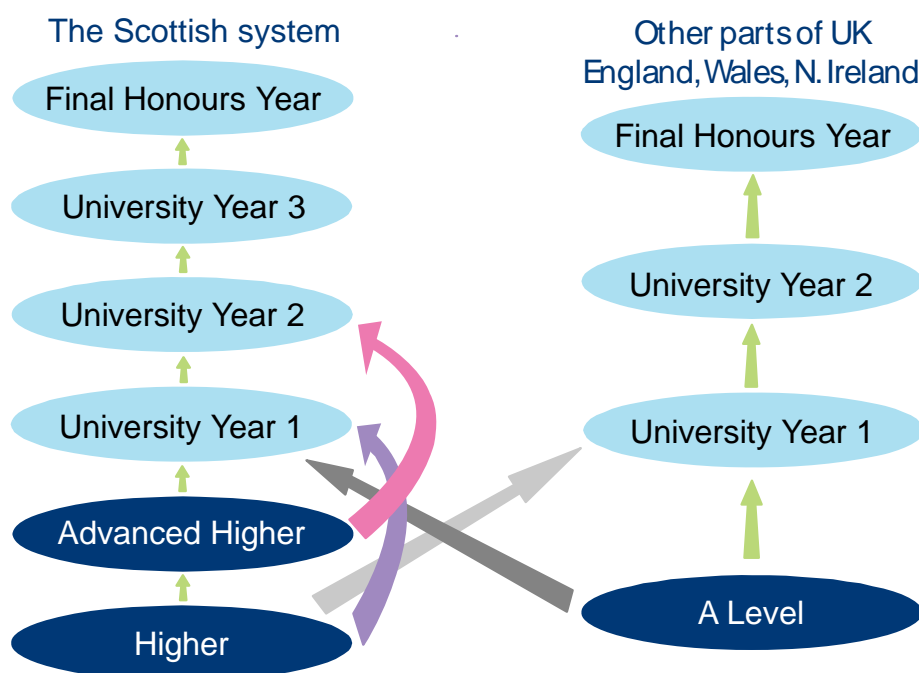 The Scottish system
Final Honours Year
University Year 3
University Year 2
University Year 1
Advanced Higher
Higher
Other parts of UK
England, Wales, N. Ireland
Final Honours Year
University Year 2
University Year 1
A Level